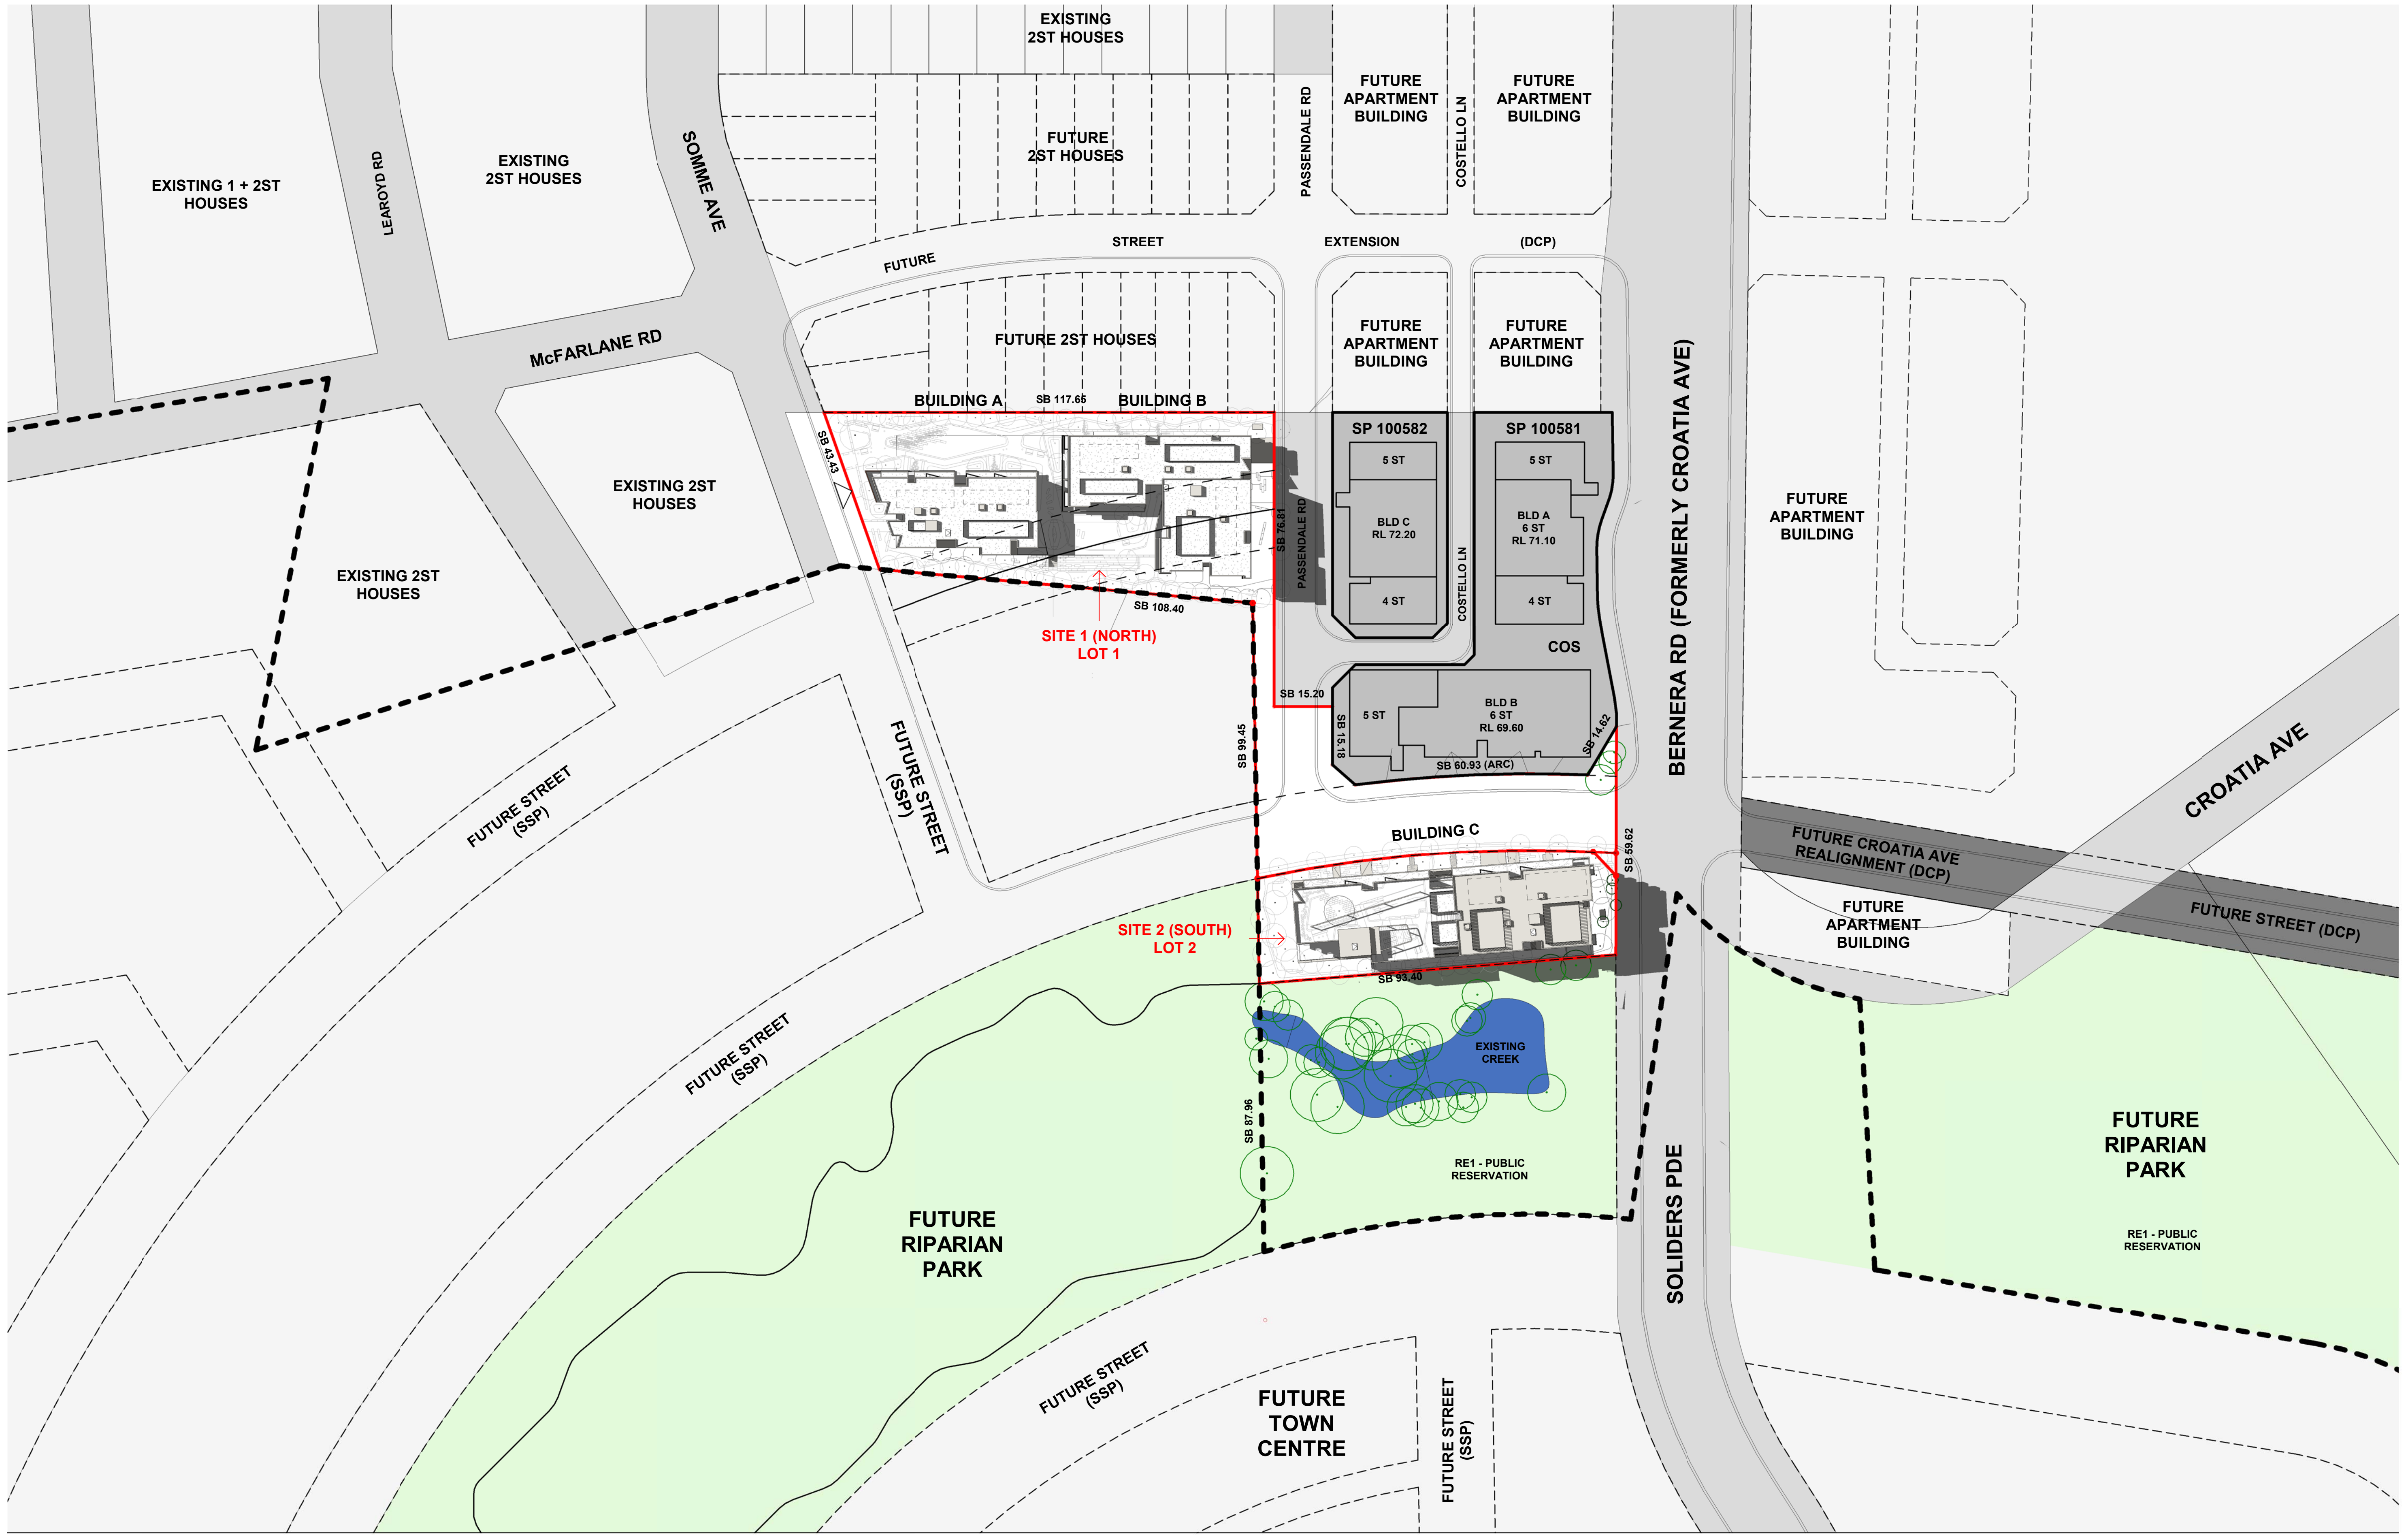 EXISTING
2ST HOUSES
FUTURE
APARTMENT
BUILDING
FUTURE
APARTMENT
BUILDING
PASSENDALE RD
COSTELLO LN
SOMME AVE
FUTURE
2ST HOUSES
EXISTING
2ST HOUSES
EXISTING 1 + 2ST
HOUSES
LEAROYD RD
FUTURE
STREET
EXTENSION
(DCP)
McFARLANE RD
FUTURE 2ST HOUSES
FUTURE
APARTMENT
BUILDING
FUTURE
APARTMENT
BUILDING
BERNERA RD (FORMERLY CROATIA AVE)
BUILDING A
SB 117.65
BUILDING B
SB 43.43
SP 100582
SP 100581
5 ST
5 ST
BLD C
RL 72.20
BLD A
6 ST
RL 71.10
4 ST
4 ST
COS
SB 76.81
PASSENDALE RD
COSTELLO LN
EXISTING 2ST
HOUSES
FUTURE
APARTMENT
BUILDING
EXISTING 2ST
HOUSES
SB 108.40
SITE 1 (NORTH)
LOT 1
SB 15.20
5 ST
BLD B
6 ST
RL 69.60
SB 15.18
SB 14.62
SB 60.93 (ARC)
SB 99.45
FUTURE STREET
(SSP)
FUTURE STREET
(SSP)
CROATIA AVE
BUILDING C
SB 59.62
FUTURE CROATIA AVE
REALIGNMENT (DCP)
FUTURE STREET (DCP)
FUTURE
APARTMENT
BUILDING
SITE 2 (SOUTH)
LOT 2
SB 93.40
EXISTING
CREEK
FUTURE STREET
(SSP)
SB 87.96
RE1 - PUBLIC
RESERVATION
SOLIDERS PDE
FUTURE
RIPARIAN
PARK
RE1 - PUBLIC
RESERVATION
FUTURE
RIPARIAN
PARK
FUTURE STREET
(SSP)
FUTURE
TOWN
CENTRE
FUTURE STREET
(SSP)